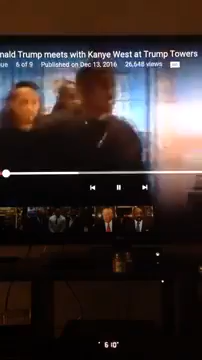 nald Trump meets with Kanye West at Trump Towers
ue 6 of 9 Published on Dec 13, 2016 26,648 views